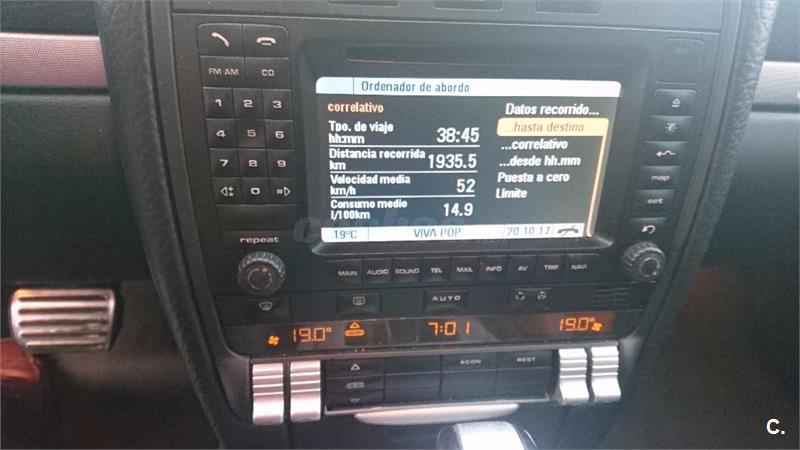 Ordenador de abordo
correlativo
Datos recorrido...
Tpo. de viaje
hh:mm 38:45
...hasta destino
Distancia recorrida
km 1935.5
...correlativo
...desde hh.mm
Velocidad media
km/h 52
Puesta a cero
Consumo medio
l/100km 14.9
Límite
19°C VIVA POP 20.10.17
FM·AM CD
1 2 3
4 5 6
7 8 9
0
repeat
map
set
MAIN AUDIO SOUND TEL MAIL INFO AV TRIP NAVI
AUTO
19.0° 7:01 19.0°
ECON REST
C.